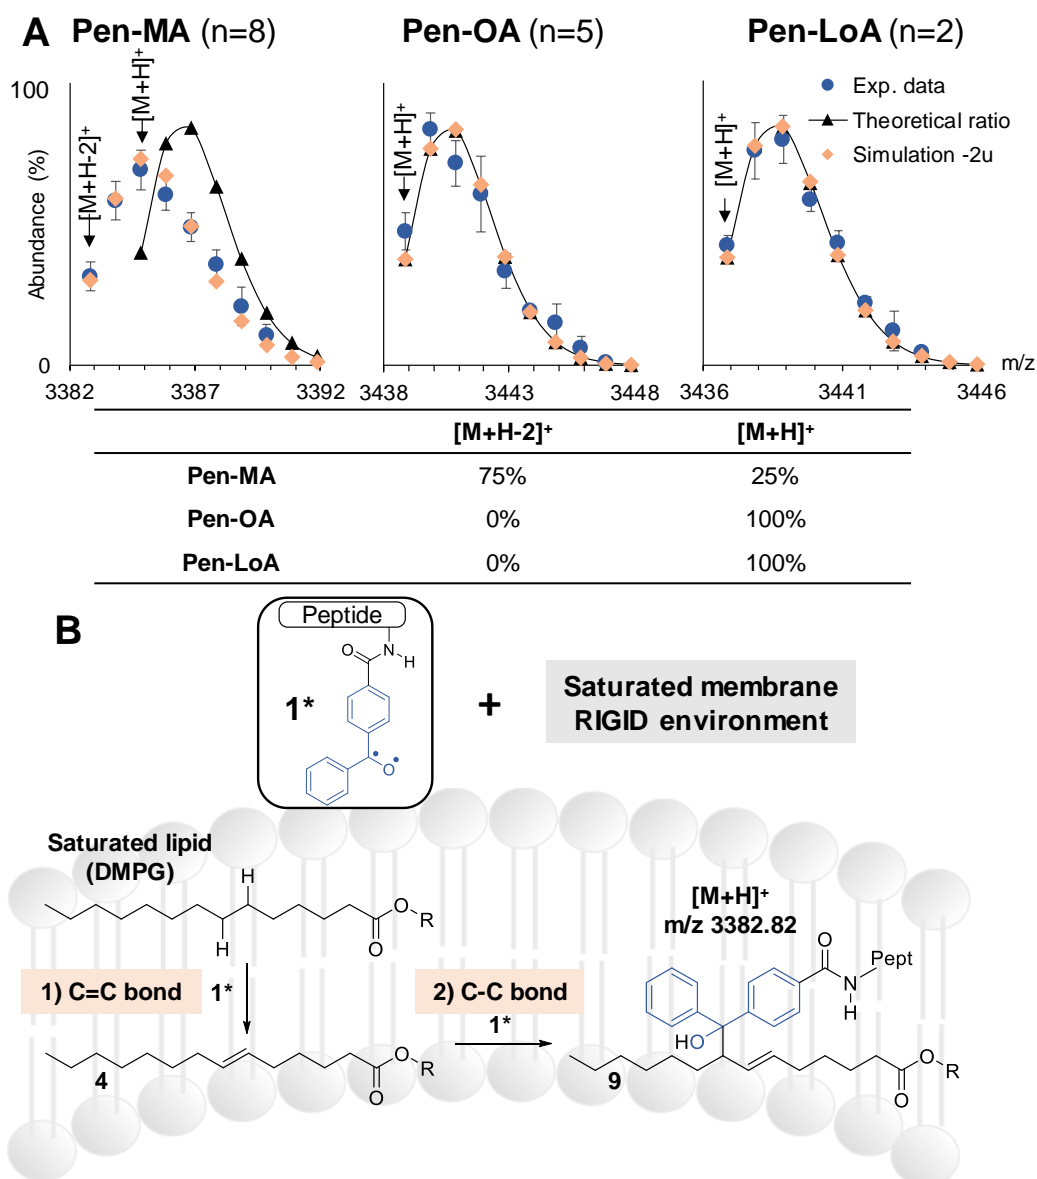 A
Pen-MA (n=8)
Pen-OA (n=5)
Pen-LoA (n=2)
100
0
Abundance (%)
[M+H-2]⁺
[M+H]⁺
[M+H]⁺
[M+H]⁺
Exp. data
Theoretical ratio
Simulation -2u
3382
3387
3392
3438
3443
3448
3436
3441
3446
m/z
[M+H-2]⁺ [M+H]⁺
Pen-MA 75% 25%
Pen-OA 0% 100%
Pen-LoA 0% 100%
B
Peptide
O
N
H
1*
O
+
Saturated membrane
RIGID environment
Saturated lipid
(DMPG)
H
H
O
R
O
1) C=C bond
1*
4
O
R
O
2) C-C bond
1*
[M+H]⁺
m/z 3382.82
O
Pept
N
H
HO
9
O
R
O